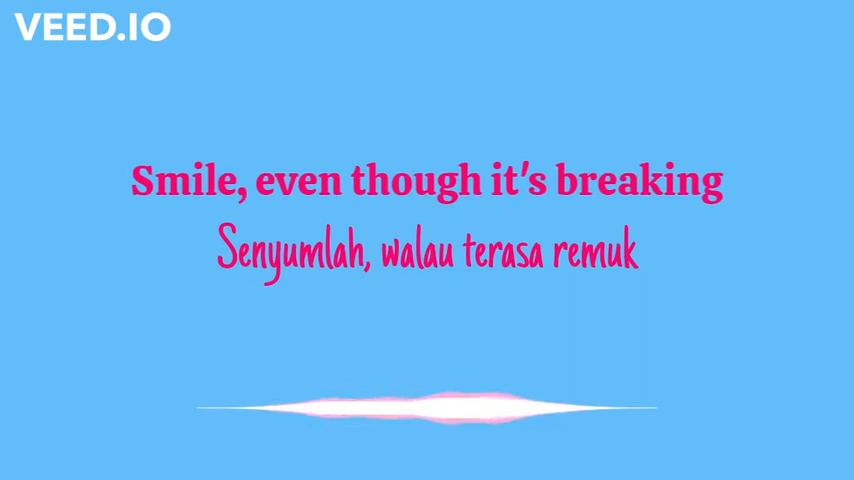 VEED.IO
Smile, even though it's breaking
Senyumlah, walau terasa remuk